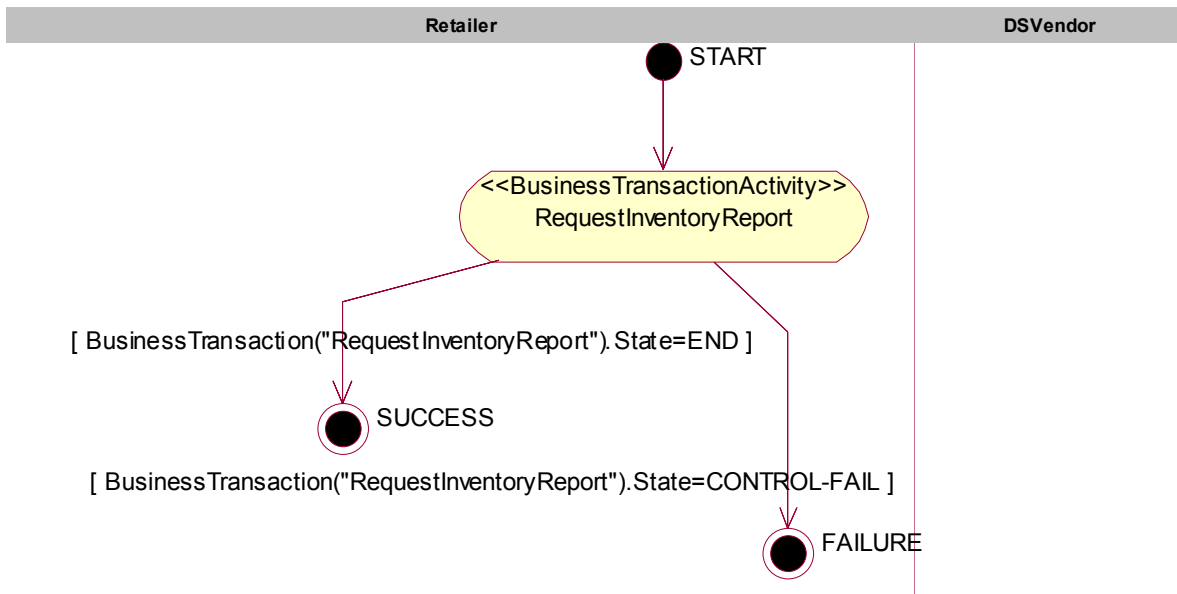 Retailer
DSVendor
START
<<BusinessTransactionActivity>>
RequestInventoryReport
[ BusinessTransaction("RequestInventoryReport").State=END ]
SUCCESS
[ BusinessTransaction("RequestInventoryReport").State=CONTROL-FAIL ]
FAILURE